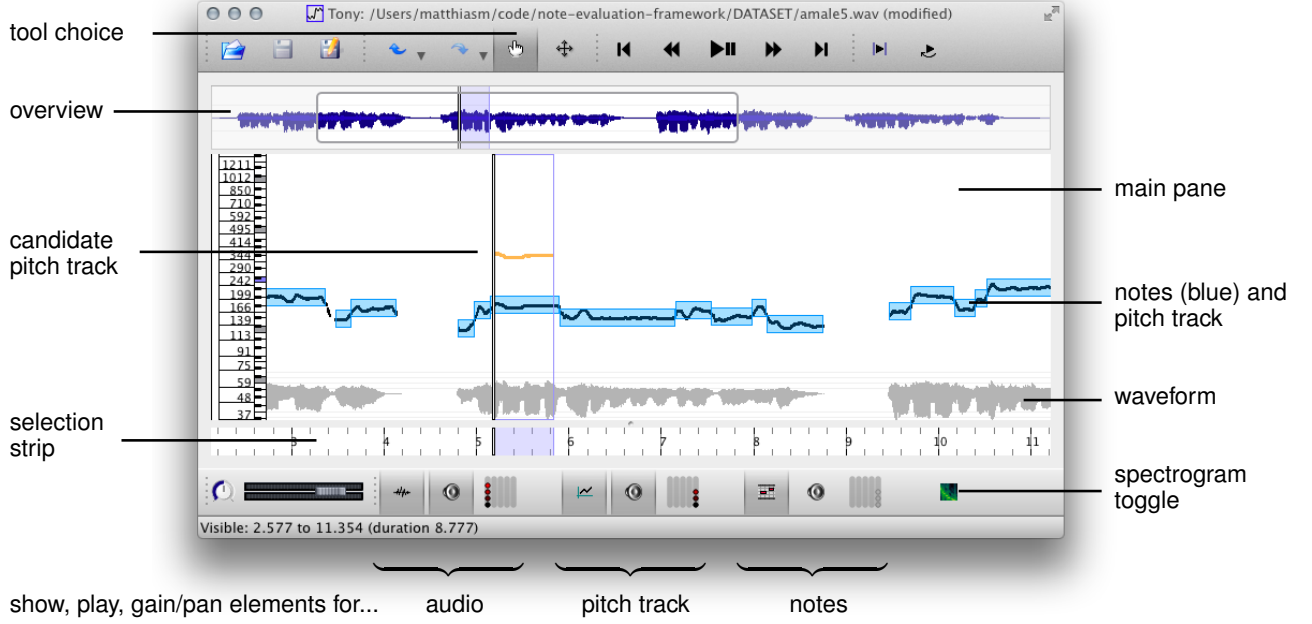 Tony: /Users/matthiasm/code/note-evaluation-framework/DATASET/amale5.wav (modified)
tool choice
overview
1211
1012
850
710
592
495
414
344
290
242
199
166
139
113
91
75
59
48
37
candidate
pitch track
main pane
notes (blue) and
pitch track
waveform
selection
strip
3 4 5 6 7 8 9 10 11
spectrogram
toggle
Visible: 2.577 to 11.354 (duration 8.777)
show, play, gain/pan elements for... audio pitch track notes